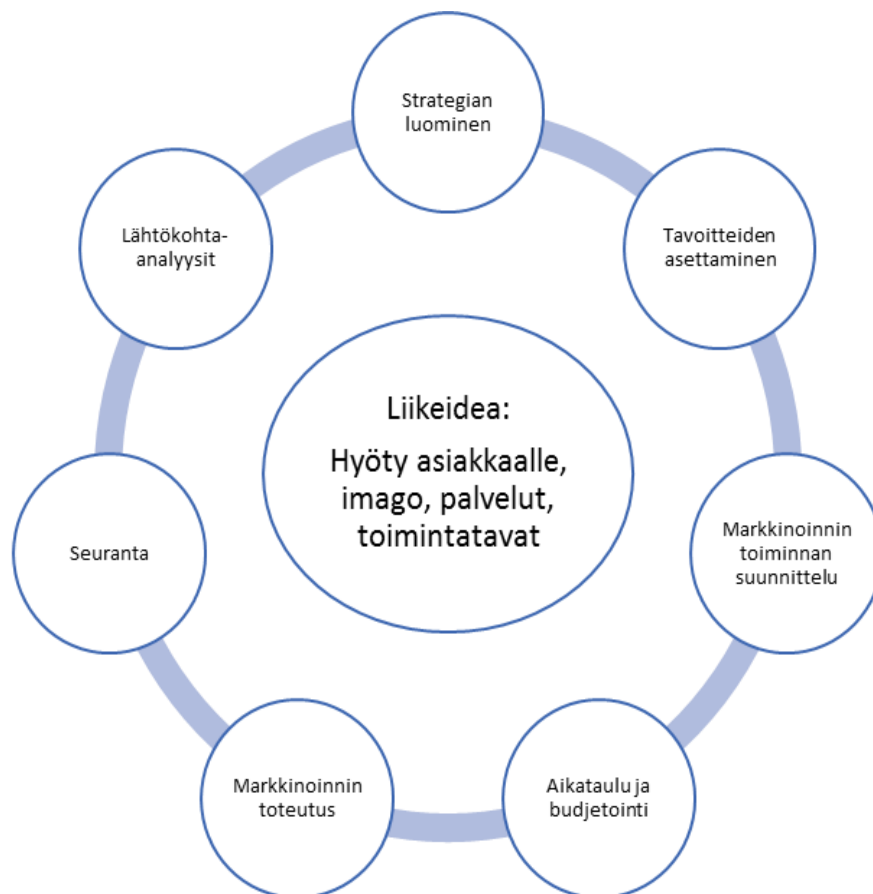 Strategian
luominen
Lähtökohta-
analyysit
Tavoitteiden
asettaminen
Liikeidea:
Hyöty asiakkaalle,
imago, palvelut,
toimintatavat
Seuranta
Markkinoinnin
toiminnan
suunnittelu
Markkinoinnin
toteutus
Aikataulu ja
budjetointi